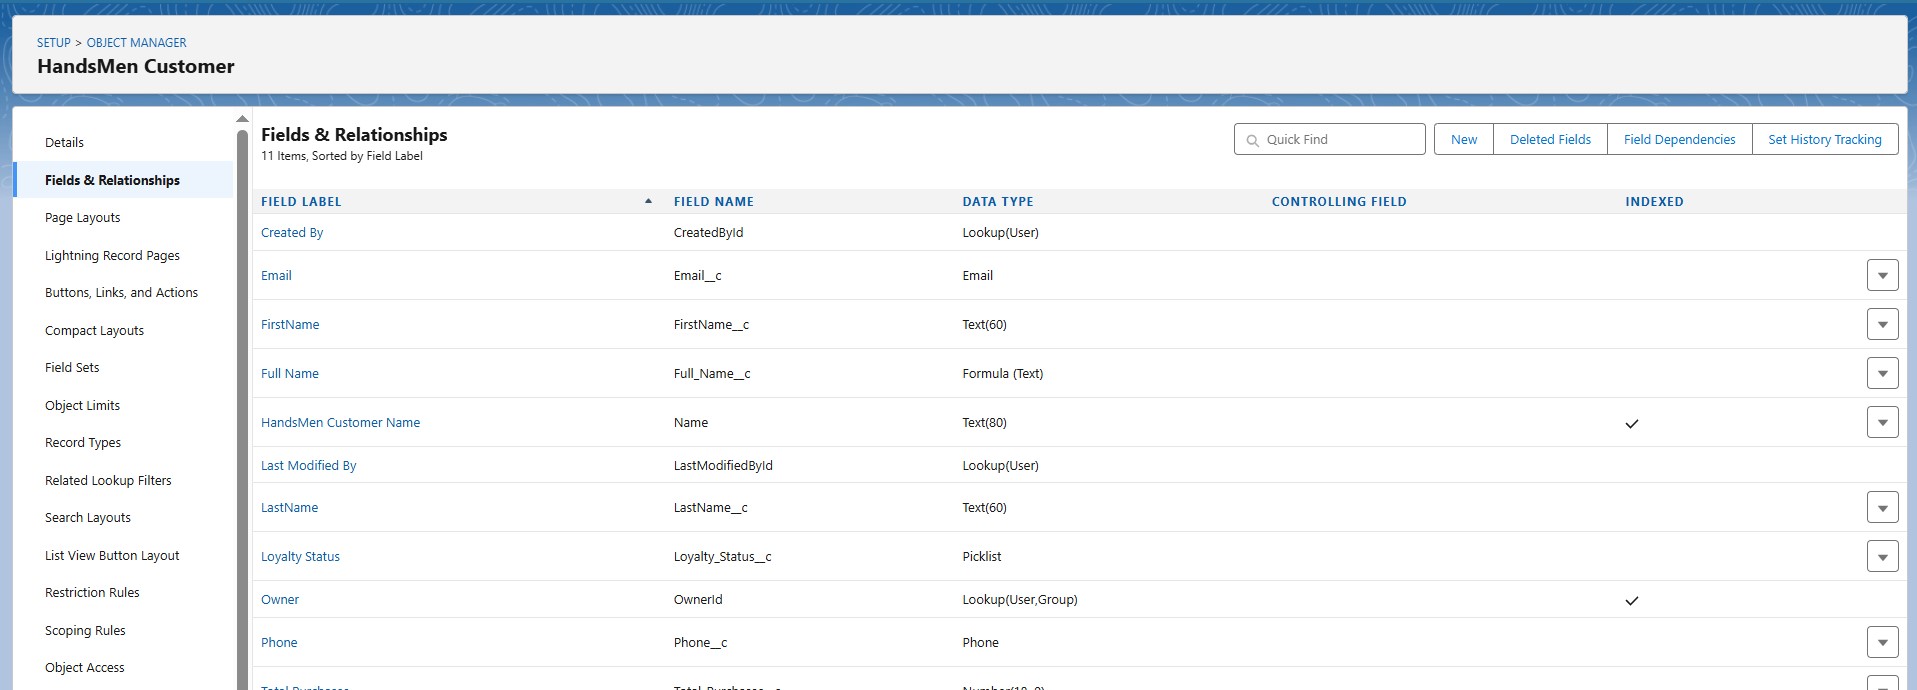 SETUP > OBJECT MANAGER
HandsMen Customer
Details
Fields & Relationships
Page Layouts
Lightning Record Pages
Buttons, Links, and Actions
Compact Layouts
Field Sets
Object Limits
Record Types
Related Lookup Filters
Search Layouts
List View Button Layout
Restriction Rules
Scoping Rules
Object Access
Fields & Relationships
11 Items, Sorted by Field Label
Quick Find
New
Deleted Fields
Field Dependencies
Set History Tracking
FIELD LABEL FIELD NAME DATA TYPE CONTROLLING FIELD INDEXED
Created By CreatedById Lookup(User)
Email Email__c Email
FirstName FirstName__c Text(60)
Full Name Full_Name__c Formula (Text)
HandsMen Customer Name Name Text(80)
Last Modified By LastModifiedById Lookup(User)
LastName LastName__c Text(60)
Loyalty Status Loyalty_Status__c Picklist
Owner OwnerId Lookup(User,Group)
Phone Phone__c Phone